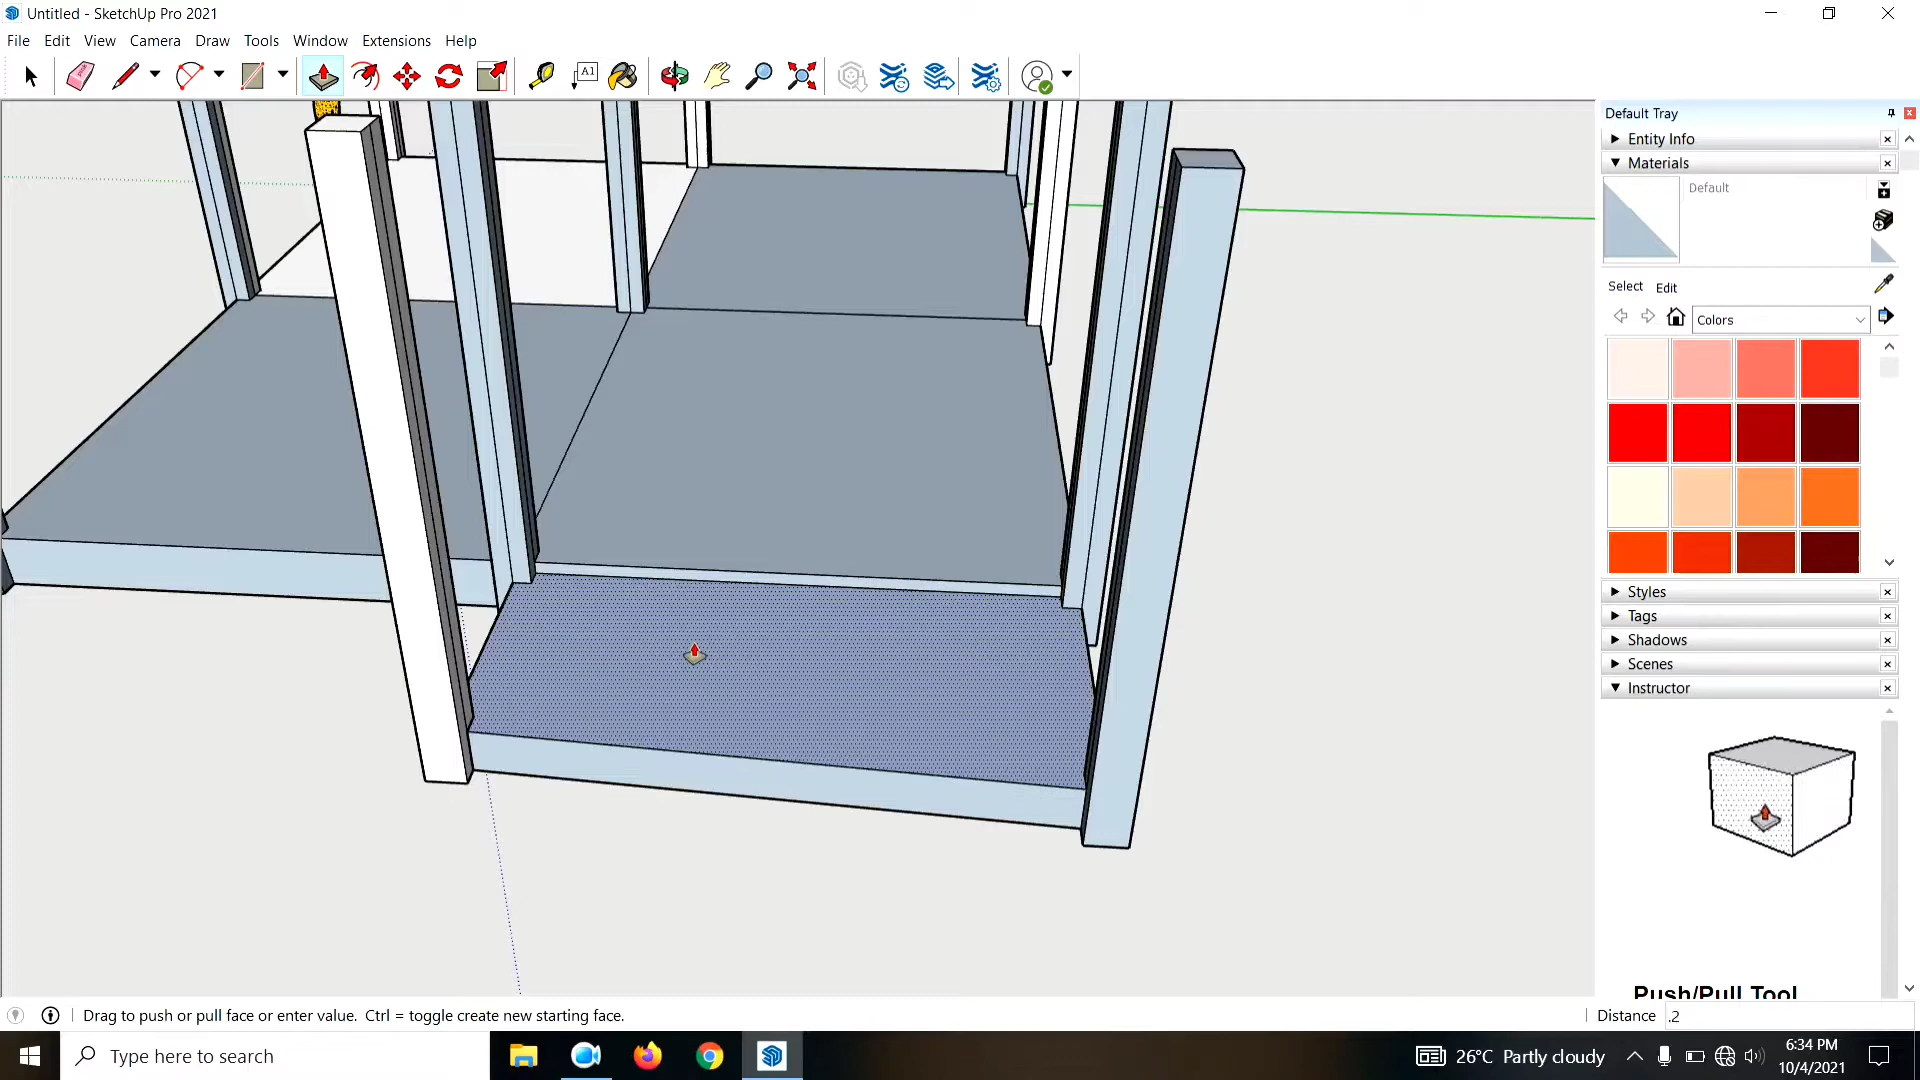 Untitled - SketchUp Pro 2021
File Edit View Camera Draw Tools Window Extensions Help
A1
Default Tray
Entity Info
Materials
Default
Select Edit
Colors
Styles
Tags
Shadows
Scenes
Instructor
Push/Pull Tool
Drag to push or pull face or enter value. Ctrl = toggle create new starting face.
Distance .2
Type here to search
26°C Partly cloudy
6:34 PM
10/4/2021